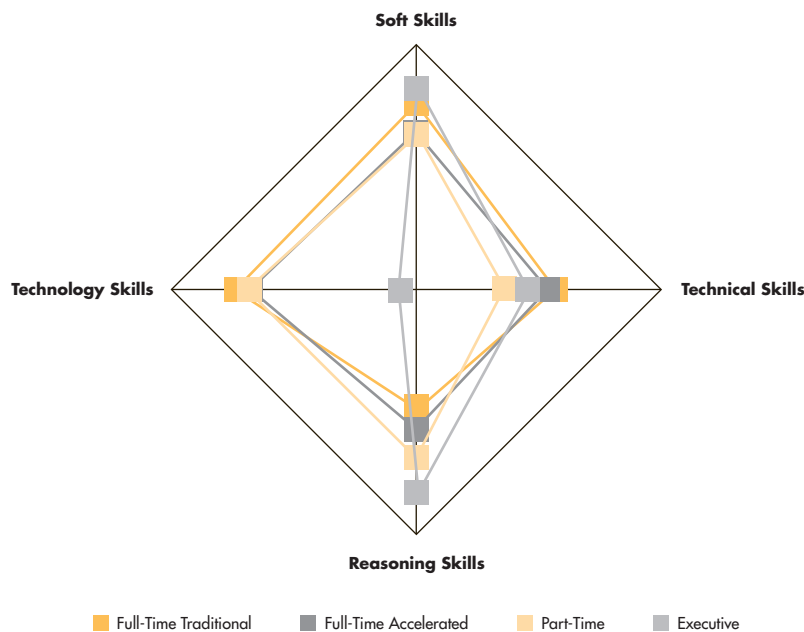 Soft Skills
Technology Skills
Technical Skills
Reasoning Skills
Full-Time Traditional
Full-Time Accelerated
Part-Time
Executive